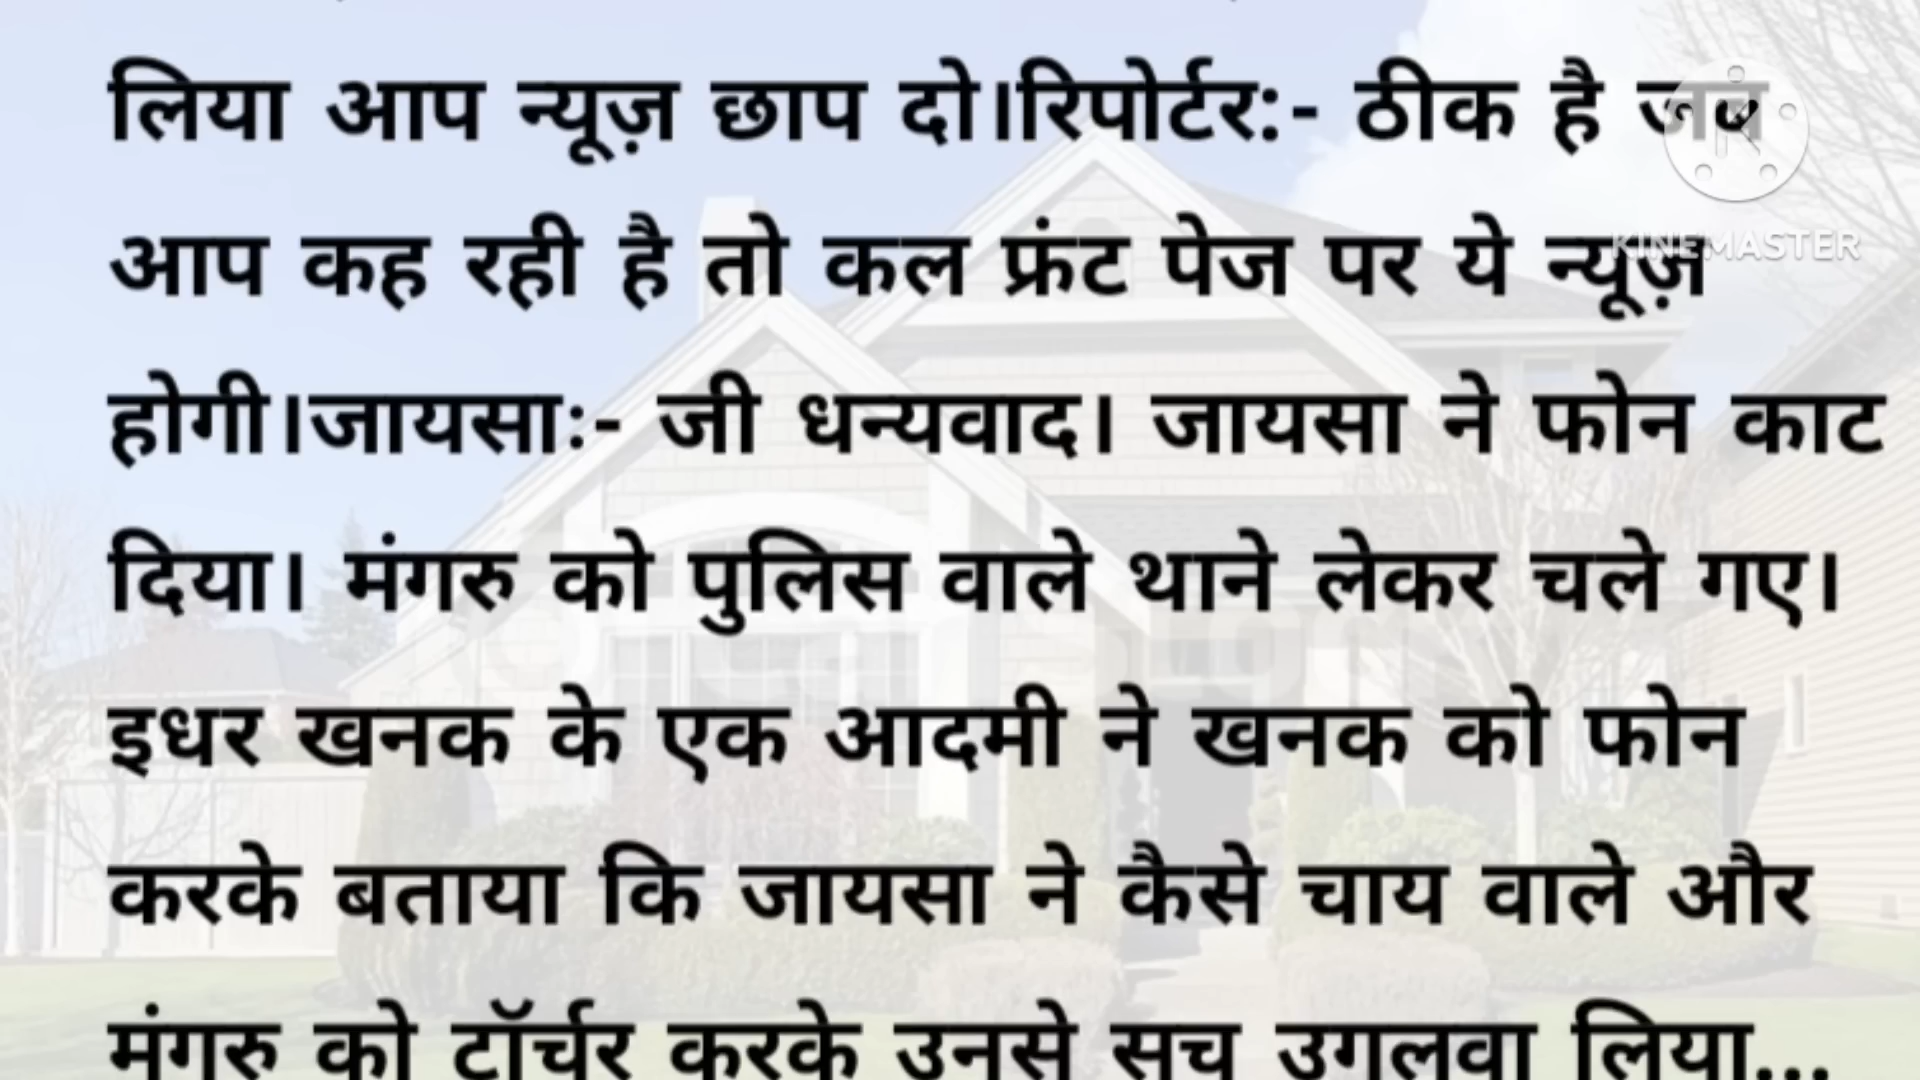 लिया आप न्यूज़ छाप दो।रिपोर्टर:- ठीक है जब
आप कह रही है तो कल फ्रंट पेज पर ये न्यूज़
KINEMASTER
होगी।जायसा:- जी धन्यवाद। जायसा ने फोन काट
दिया। मंगरु को पुलिस वाले थाने लेकर चले गए।
इधर खनक के एक आदमी ने खनक को फोन
करके बताया कि जायसा ने कैसे चाय वाले और
मंगरु को टॉर्चर करके उनसे सच उगलवा लिया...